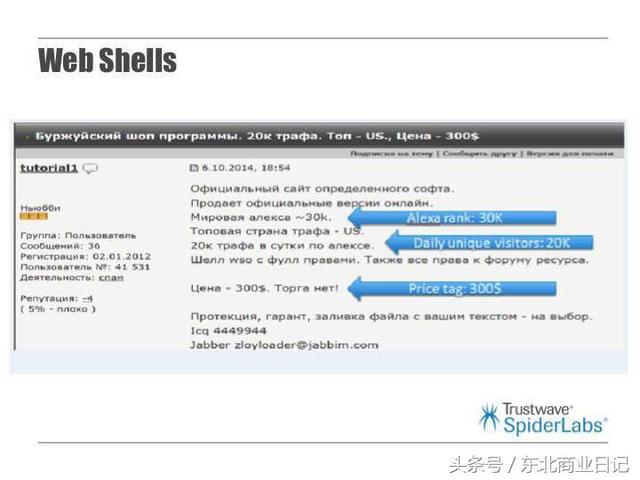 Web Shells
Буржуйский шоп программы. 20к трафа. Топ - US., Цена - 300$
Подписка на тему | Сообщить другу | Версия для печати
tutorial1
6.10.2014, 18:54
Ньюбби
Группа: Пользователь
Сообщений: 36
Регистрация: 02.01.2012
Пользователь №: 41 531
Деятельность: спам
Репутация: -4
( 5% - плохо )
Официальный сайт определенного софта.
Продает официальные версии онлайн.
Мировая алекса ~30k.
Alexa rank: 30K
Топовая страна трафа - US.
20к трафа в сутки по алексе.
Daily unique visitors: 20K
Шелл wso с фулл правами. Также все права к форуму ресурса.
Цена - 300$. Торга нет!
Price tag: 300$
Протекция, гарант, заливка файла с вашим текстом - на выбор.
Icq 4449944
Jabber zloyloader@jabbim.com
Trustwave®
SpiderLabs®
头条号 / 东北商业日记